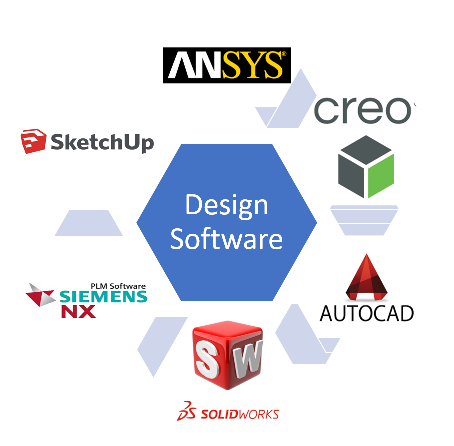 ANSYS®
creo®
SketchUp
Design
Software
PLM Software
SIEMENS
NX
AUTOCAD
S W
SOLIDWORKS